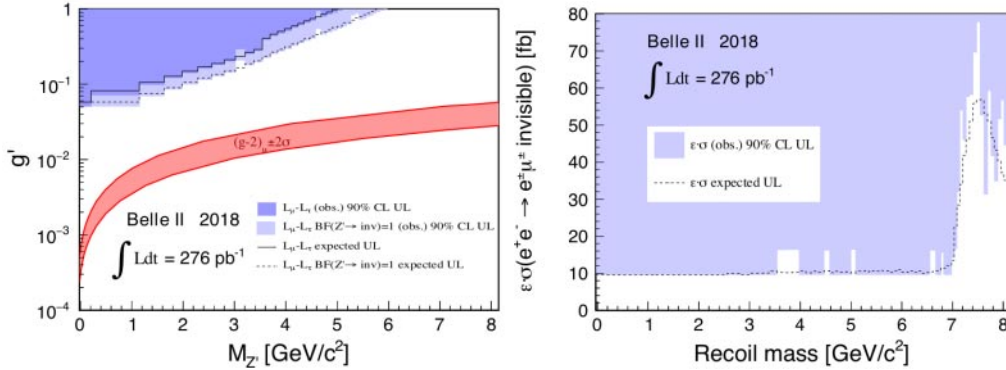 1
10⁻¹
10⁻²
10⁻³
10⁻⁴
g'
(g-2)μ±2σ
Belle II 2018
∫ Ldt = 276 pb⁻¹
Lμ-Lτ (obs.) 90% CL UL
Lμ-Lτ BF(Z'→ inv)=1 (obs.) 90% CL UL
Lμ-Lτ expected UL
Lμ-Lτ BF(Z'→ inv)=1 expected UL
0 1 2 3 4 5 6 7 8
M_Z' [GeV/c²]
ε·σ(e⁺e⁻ → e±μ± invisible) [fb]
80
70
60
50
40
30
20
10
0
Belle II 2018
∫ Ldt = 276 pb⁻¹
ε·σ (obs.) 90% CL UL
ε·σ expected UL
0 1 2 3 4 5 6 7 8
Recoil mass [GeV/c²]